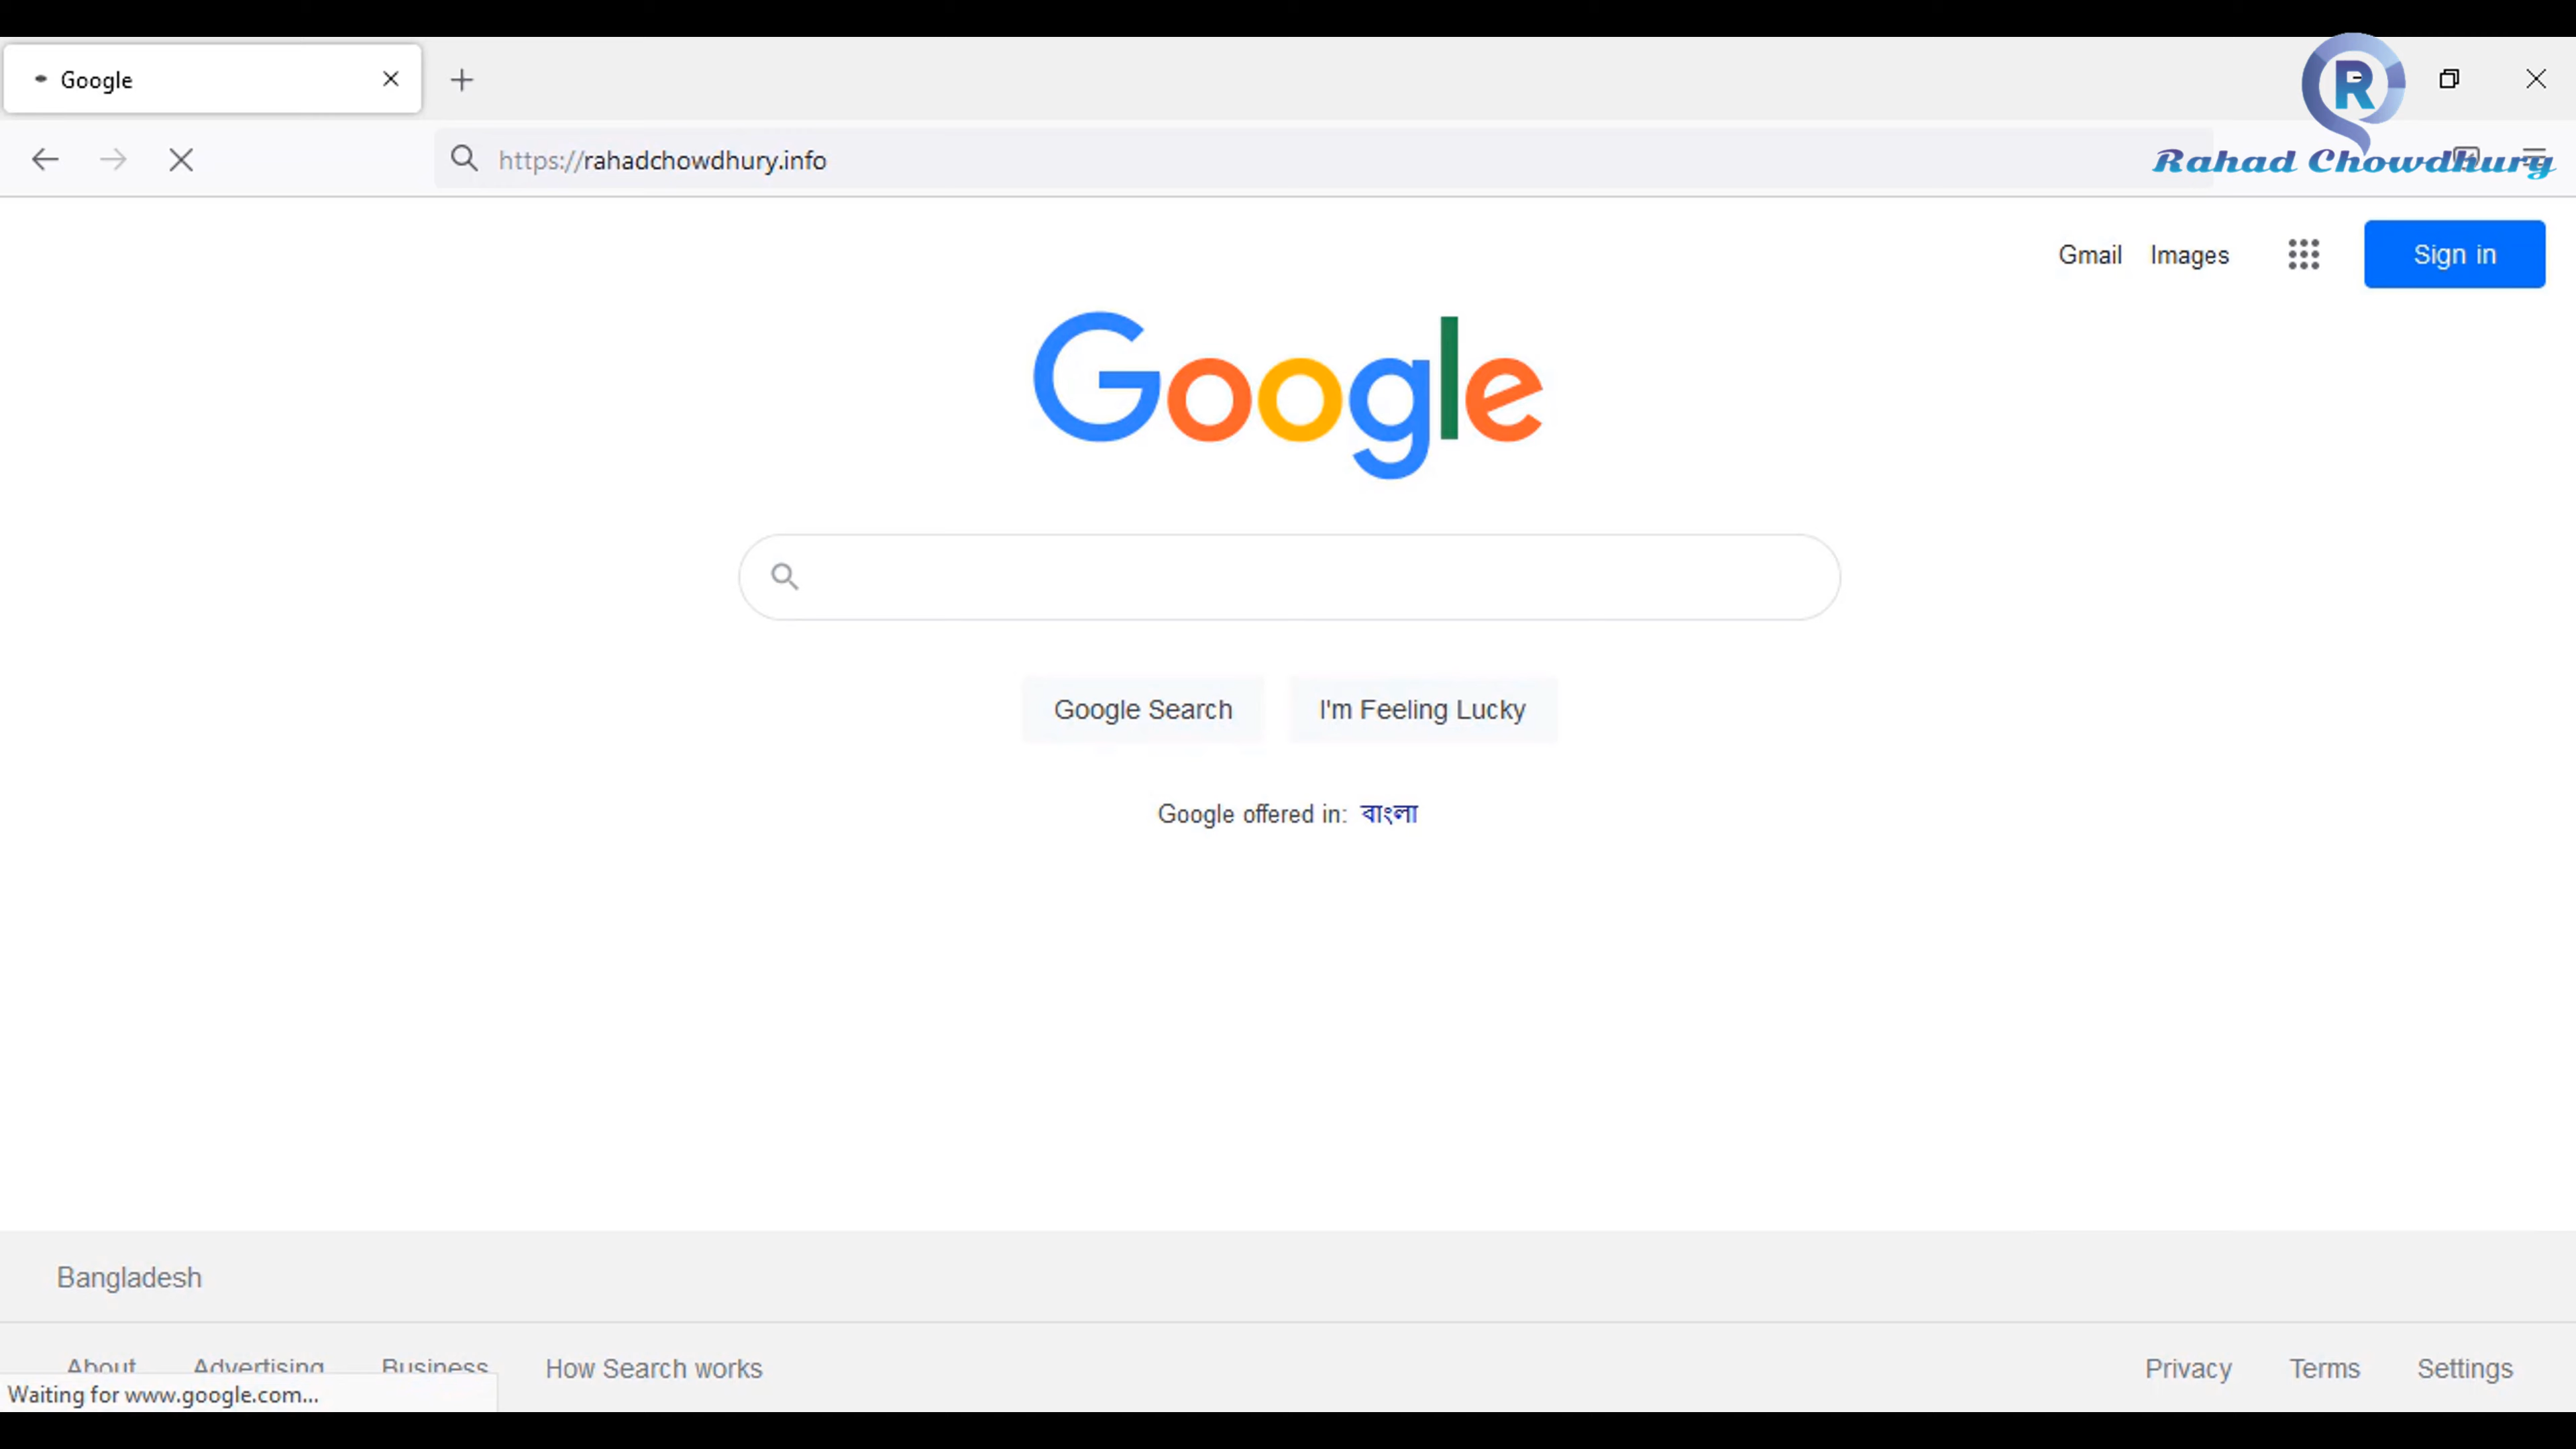 Google
R
https://rahadchowdhury.info
Rahad Chowdhury
Gmail Images Sign in
Google
Google Search I'm Feeling Lucky
Google offered in: বাংলা
Bangladesh
About Advertising Business How Search works Privacy Terms Settings
Waiting for www.google.com...